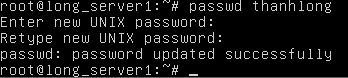 root@long_server1:~# passwd thanhlong
Enter new UNIX password:
Retype new UNIX password:
passwd: password updated successfully
root@long_server1:~# _